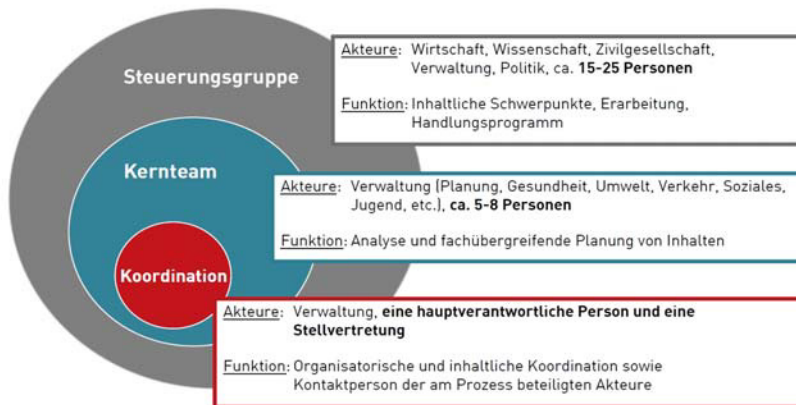 Steuerungsgruppe
Akteure: Wirtschaft, Wissenschaft, Zivilgesellschaft,
Verwaltung, Politik, ca. 15-25 Personen
Funktion: Inhaltliche Schwerpunkte, Erarbeitung,
Handlungsprogramm
Kernteam
Akteure: Verwaltung (Planung, Gesundheit, Umwelt, Verkehr, Soziales,
Jugend, etc.), ca. 5-8 Personen
Funktion: Analyse und fachübergreifende Planung von Inhalten
Koordination
Akteure: Verwaltung, eine hauptverantwortliche Person und eine
Stellvertretung
Funktion: Organisatorische und inhaltliche Koordination sowie
Kontaktperson der am Prozess beteiligten Akteure